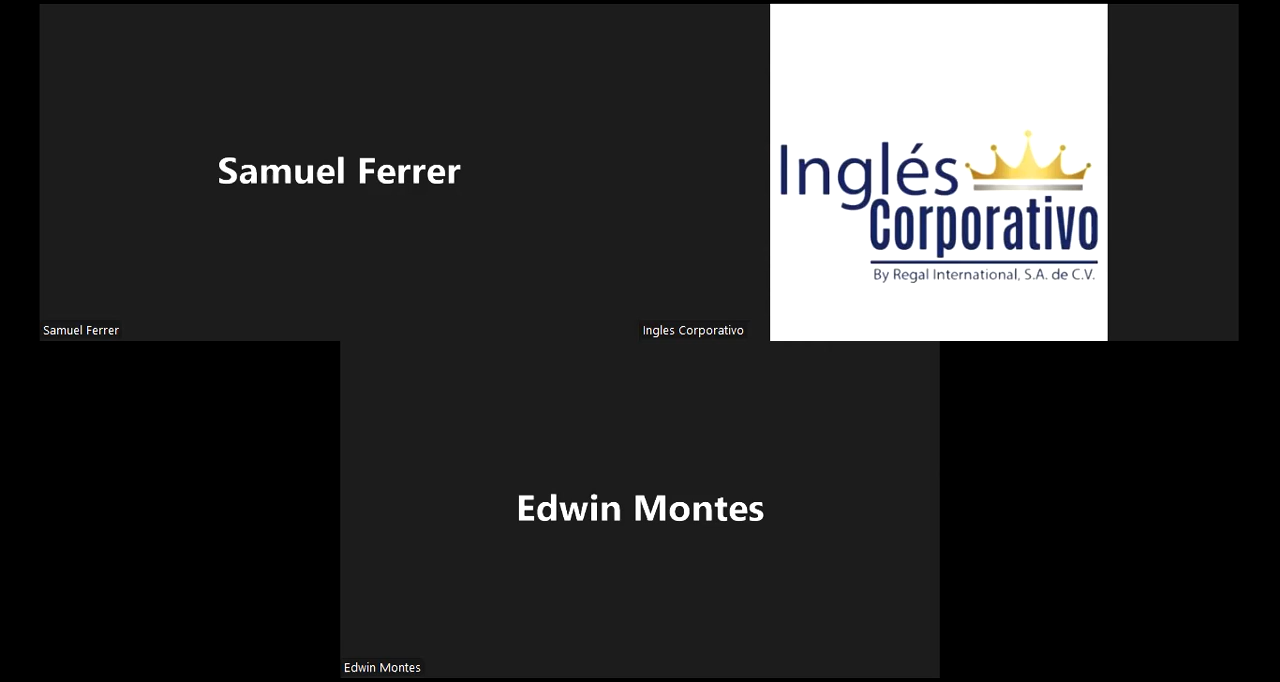 Samuel Ferrer
Samuel Ferrer
Inglés
Corporativo
By Regal International, S.A. de C.V.
Ingles Corporativo
Edwin Montes
Edwin Montes